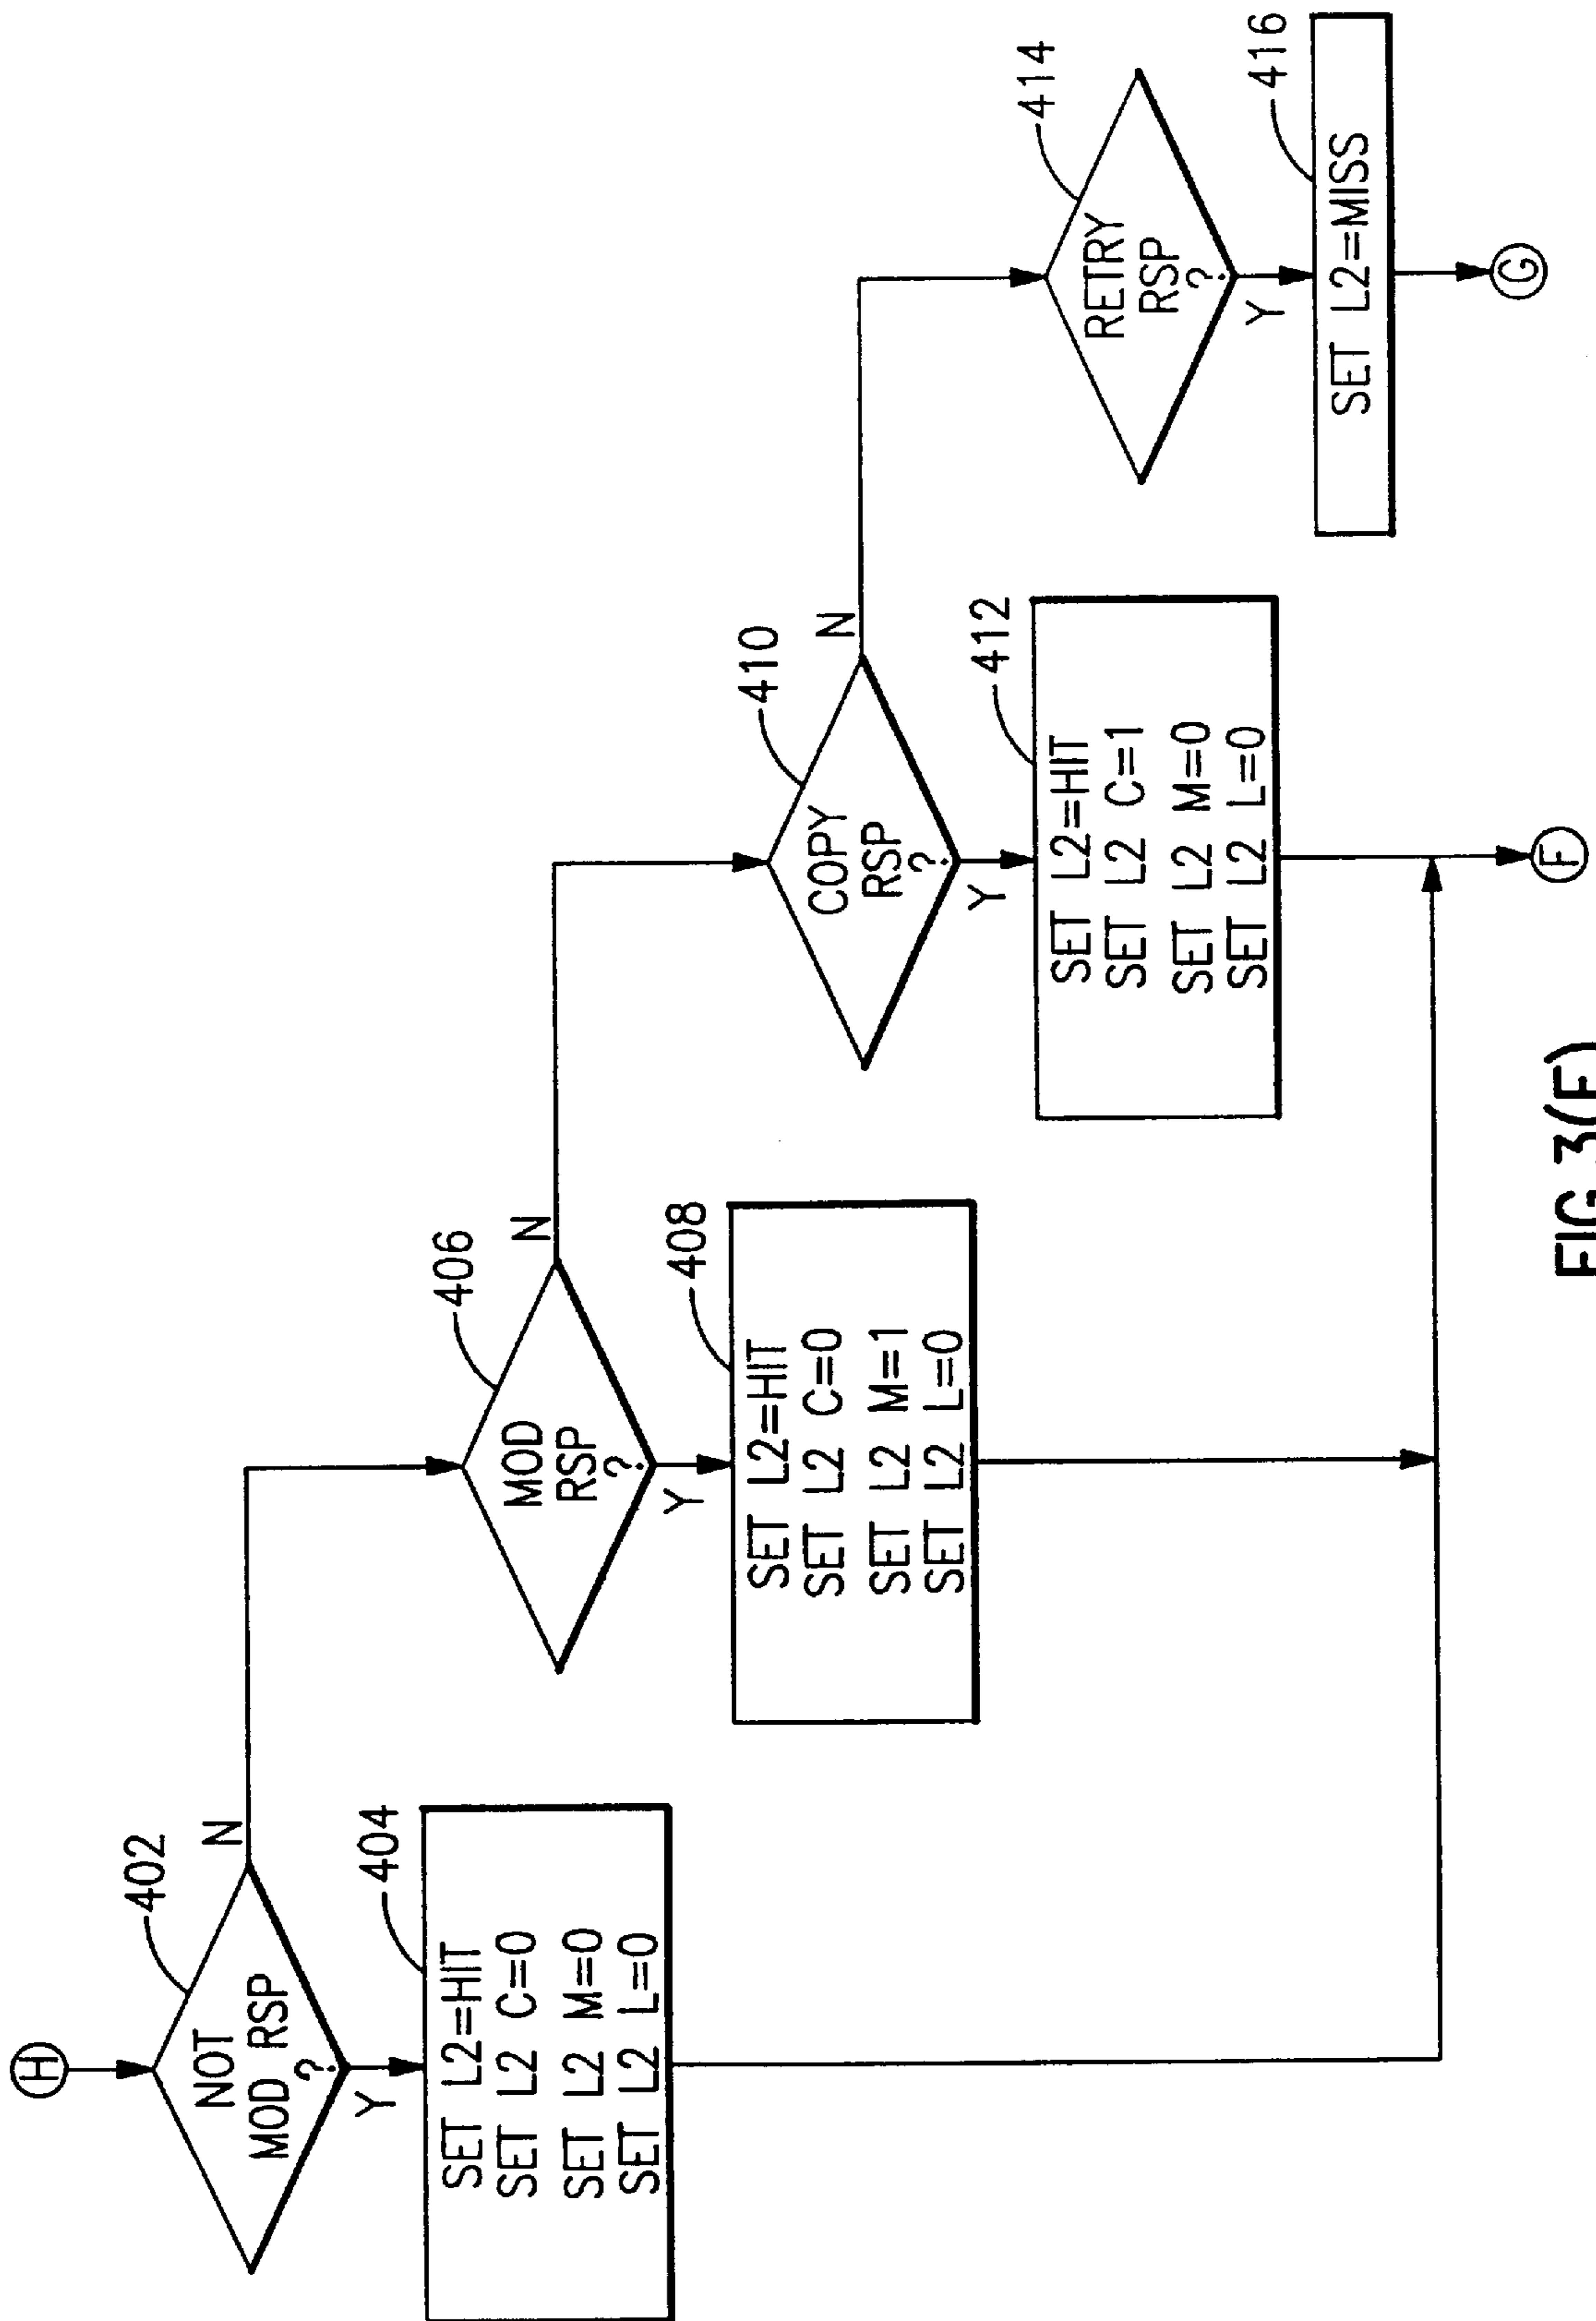 H
402
NOT
MOD RSP
?
N
Y
404
SET L2=HIT
SET L2 C=0
SET L2 M=0
SET L2 L=0
406
MOD
RSP
?
N
Y
408
SET L2=HIT
SET L2 C=0
SET L2 M=1
SET L2 L=0
410
COPY
RSP
?
N
Y
412
SET L2=HIT
SET L2 C=1
SET L2 M=0
SET L2 L=0
F
414
RETRY
RSP
?
Y
416
SET L2=MISS
G